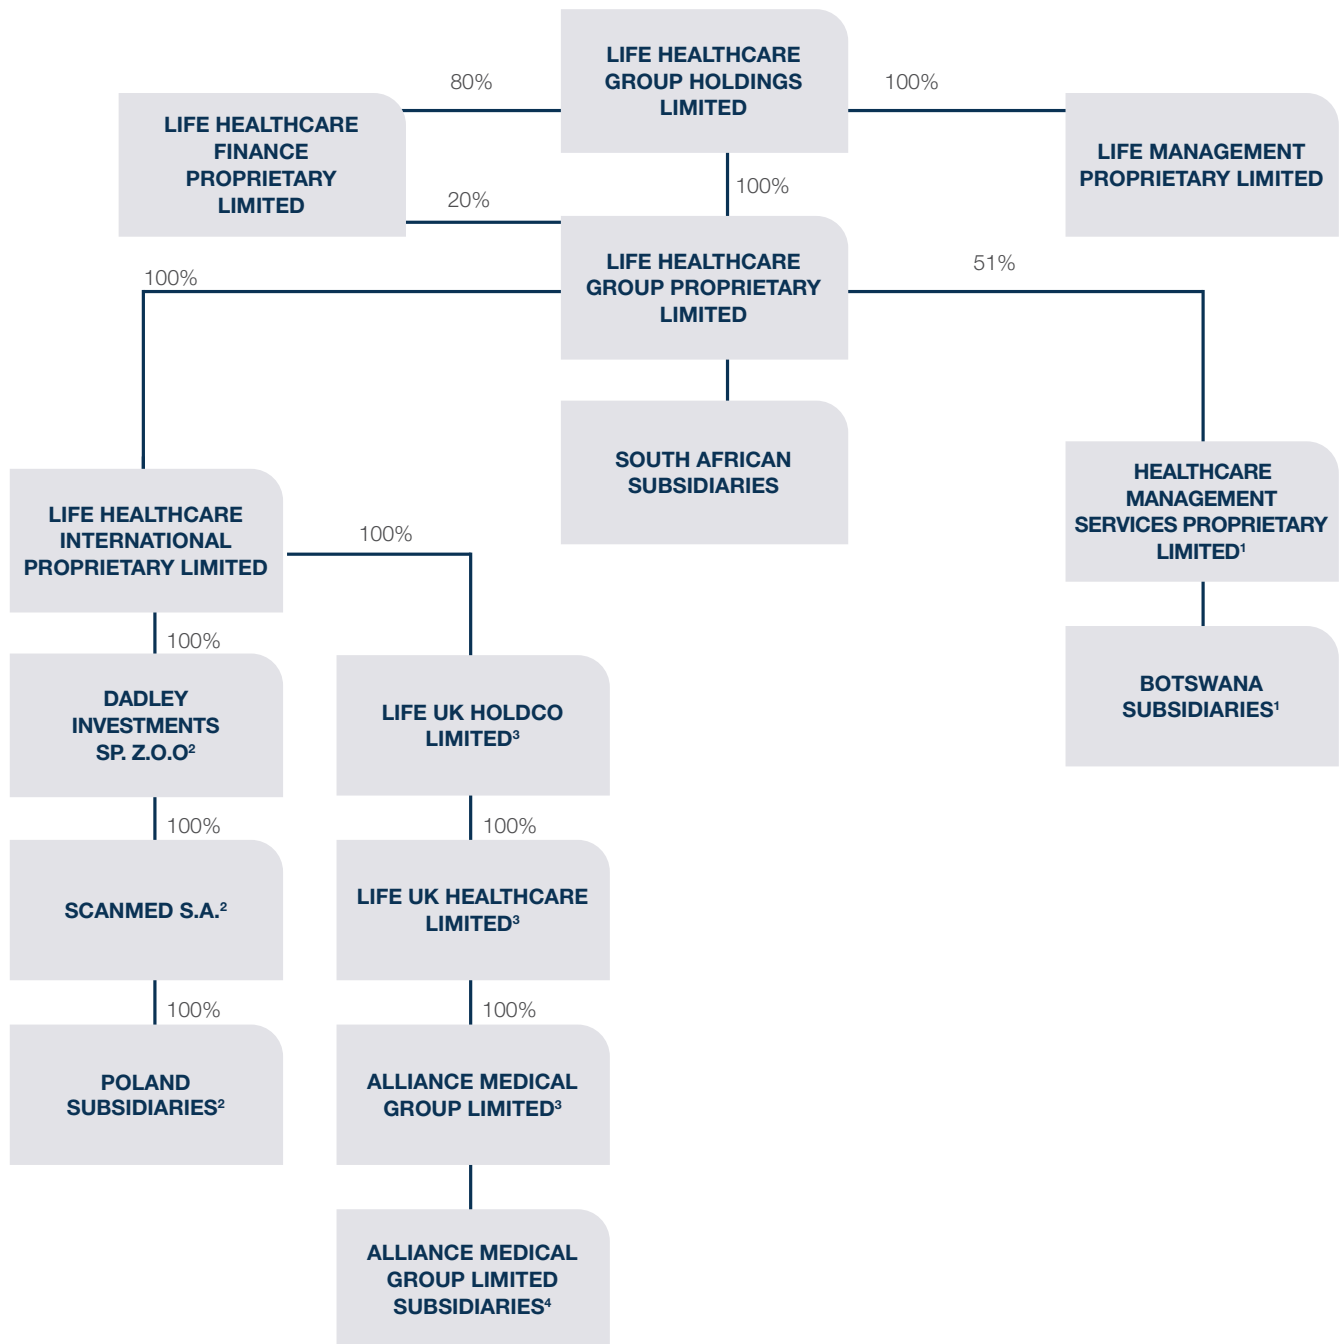 LIFE HEALTHCARE
GROUP HOLDINGS
LIMITED
80%
100%
LIFE HEALTHCARE
FINANCE
PROPRIETARY
LIMITED
LIFE MANAGEMENT
PROPRIETARY LIMITED
100%
20%
LIFE HEALTHCARE
GROUP PROPRIETARY
LIMITED
100%
51%
SOUTH AFRICAN
SUBSIDIARIES
HEALTHCARE
MANAGEMENT
SERVICES PROPRIETARY
LIMITED¹
LIFE HEALTHCARE
INTERNATIONAL
PROPRIETARY LIMITED
100%
100%
DADLEY
INVESTMENTS
SP. Z.O.O²
LIFE UK HOLDCO
LIMITED³
BOTSWANA
SUBSIDIARIES¹
100%
100%
SCANMED S.A.²
LIFE UK HEALTHCARE
LIMITED³
100%
100%
POLAND
SUBSIDIARIES²
ALLIANCE MEDICAL
GROUP LIMITED³
ALLIANCE MEDICAL
GROUP LIMITED
SUBSIDIARIES⁴